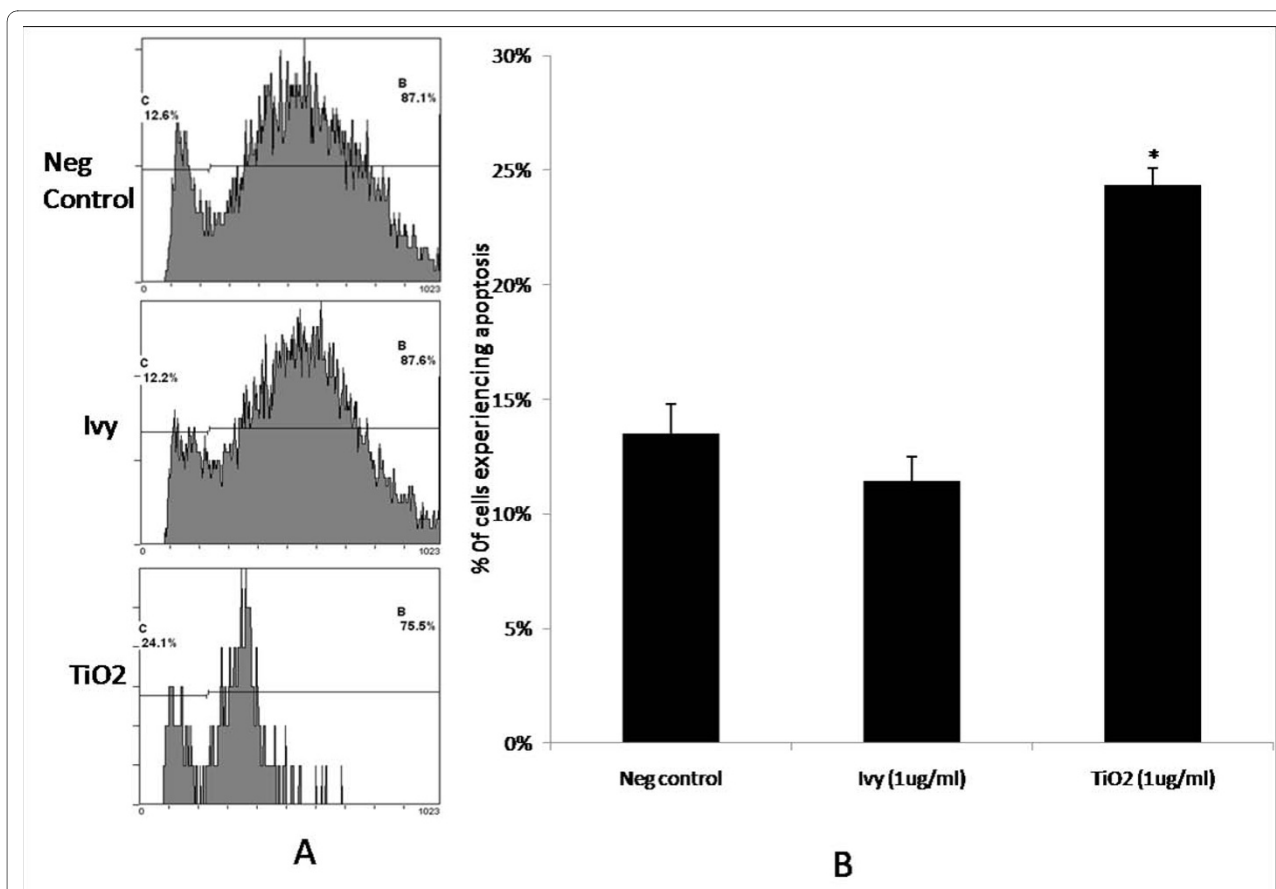 Neg
Control
C
12.6%
B
87.1%
0
1023
Ivy
C
12.2%
B
87.6%
0
1023
TiO2
C
24.1%
B
75.5%
0
1023
A
% Of cells experiencing apoptosis
30%
25%
20%
15%
10%
5%
0%
*
Neg control
Ivy (1ug/ml)
TiO2 (1ug/ml)
B